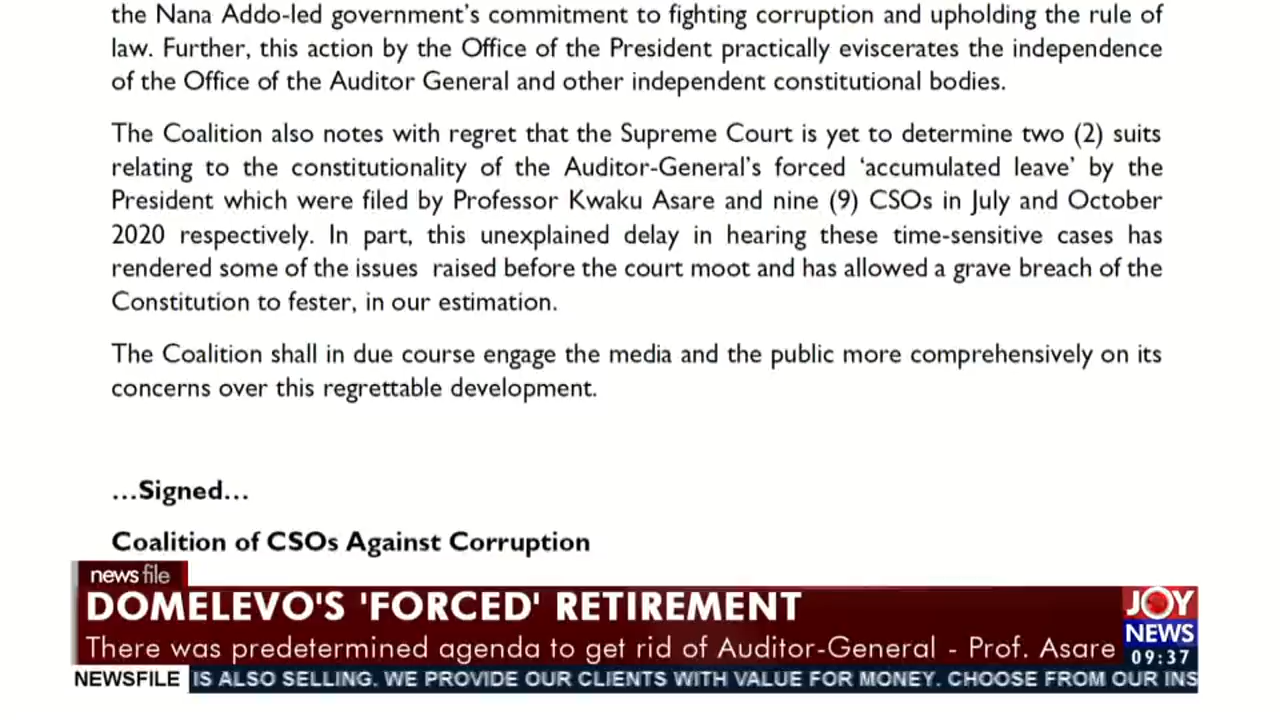 the Nana Addo-led government's commitment to fighting corruption and upholding the rule of
law. Further, this action by the Office of the President practically eviscerates the independence
of the Office of the Auditor General and other independent constitutional bodies.
The Coalition also notes with regret that the Supreme Court is yet to determine two (2) suits
relating to the constitutionality of the Auditor-General's forced ‘accumulated leave’ by the
President which were filed by Professor Kwaku Asare and nine (9) CSOs in July and October
2020 respectively. In part, this unexplained delay in hearing these time-sensitive cases has
rendered some of the issues raised before the court moot and has allowed a grave breach of the
Constitution to fester, in our estimation.
The Coalition shall in due course engage the media and the public more comprehensively on its
concerns over this regrettable development.
...Signed...
Coalition of CSOs Against Corruption
newsfile
DOMELEVO'S 'FORCED' RETIREMENT
There was predetermined agenda to get rid of Auditor-General - Prof. Asare
JOY
NEWS
09:37
NEWSFILE IS ALSO SELLING. WE PROVIDE OUR CLIENTS WITH VALUE FOR MONEY. CHOOSE FROM OUR INS